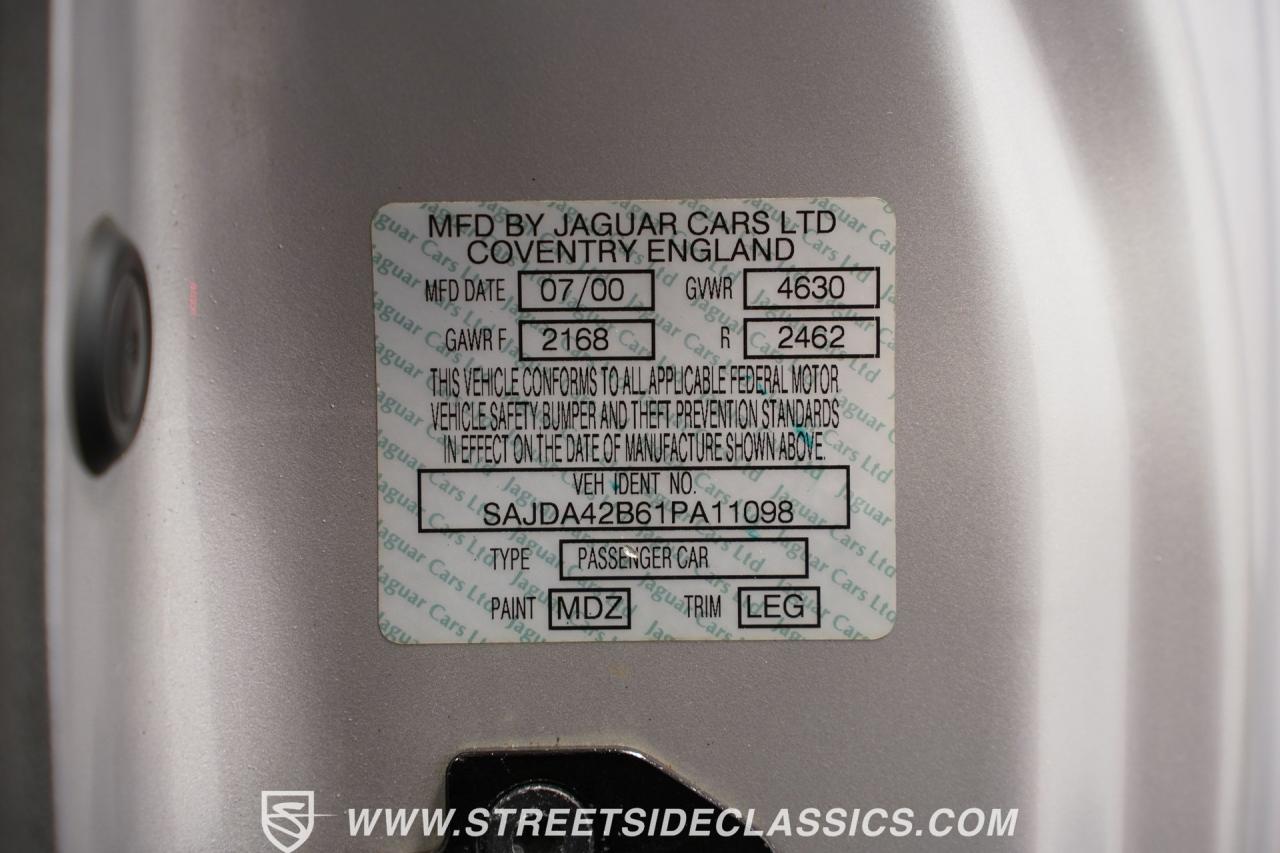 MFD BY JAGUAR CARS LTD
COVENTRY ENGLAND
MFD DATE 07/00 GVWR 4630
GAWR F 2168 R 2462
THIS VEHICLE CONFORMS TO ALL APPLICABLE FEDERAL MOTOR
VEHICLE SAFETY BUMPER AND THEFT PREVENTION STANDARDS
IN EFFECT ON THE DATE OF MANUFACTURE SHOWN ABOVE.
VEH IDENT NO.
SAJDA42B61PA11098
TYPE PASSENGER CAR
PAINT MDZ TRIM LEG
WWW.STREETSIDECLASSICS.COM